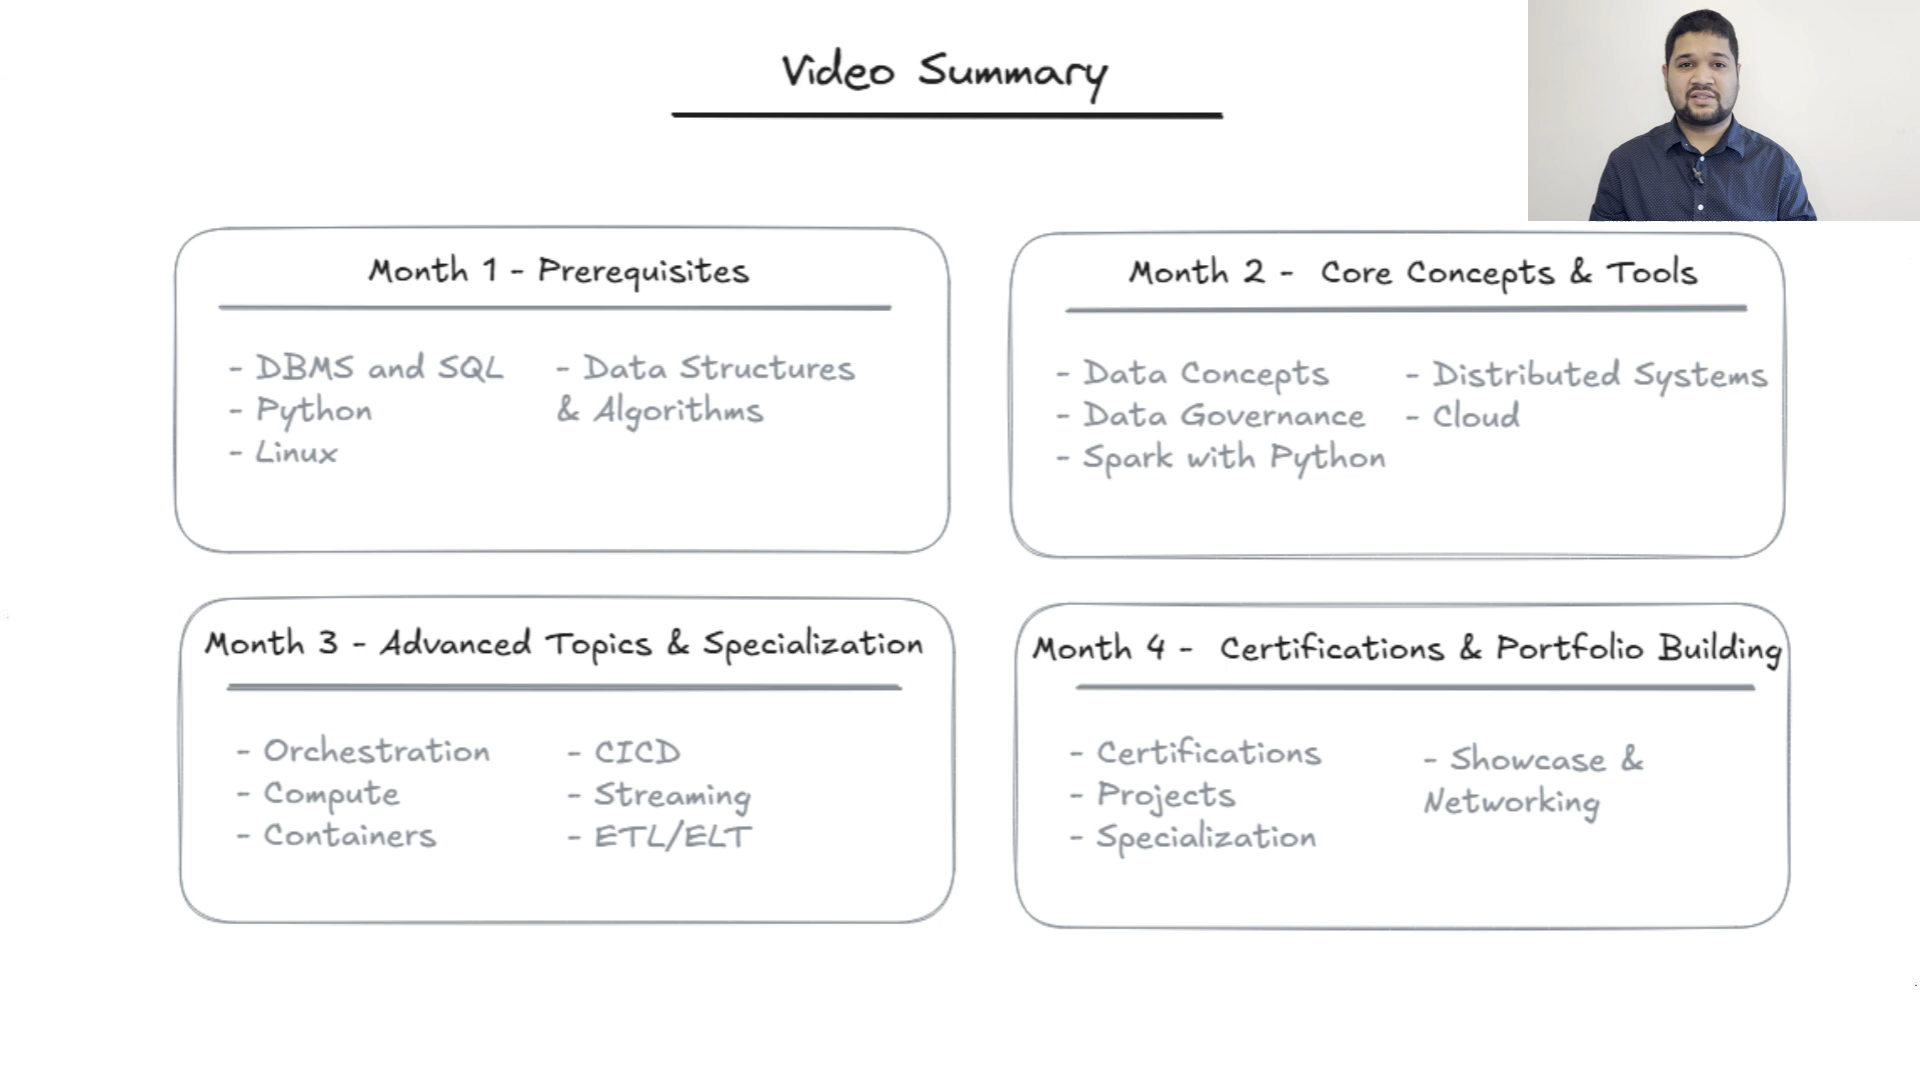 Video Summary
Month 1 - Prerequisites
- DBMS and SQL
- Python
- Linux
- Data Structures
& Algorithms
Month 2 - Core Concepts & Tools
- Data Concepts
- Data Governance
- Spark with Python
- Distributed Systems
- Cloud
Month 3 - Advanced Topics & Specialization
- Orchestration
- Compute
- Containers
- CICD
- Streaming
- ETL/ELT
Month 4 - Certifications & Portfolio Building
- Certifications
- Projects
- Specialization
- Showcase &
Networking